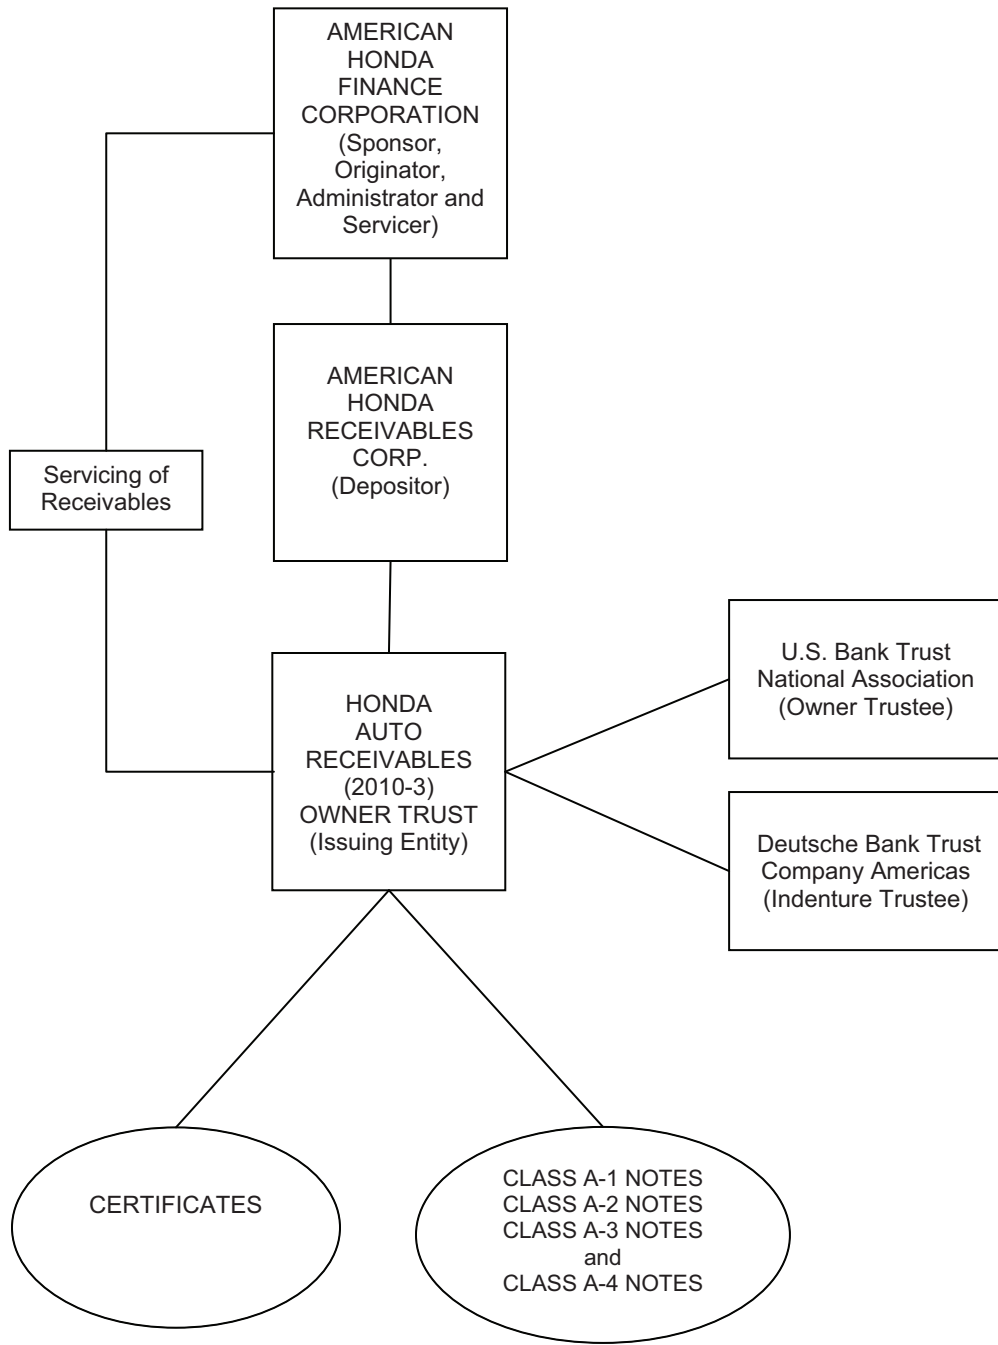 AMERICAN
HONDA
FINANCE
CORPORATION
(Sponsor,
Originator,
Administrator and
Servicer)
AMERICAN
HONDA
RECEIVABLES
CORP.
(Depositor)
Servicing of
Receivables
HONDA
AUTO
RECEIVABLES
(2010-3)
OWNER TRUST
(Issuing Entity)
U.S. Bank Trust
National Association
(Owner Trustee)
Deutsche Bank Trust
Company Americas
(Indenture Trustee)
CERTIFICATES
CLASS A-1 NOTES
CLASS A-2 NOTES
CLASS A-3 NOTES
and
CLASS A-4 NOTES